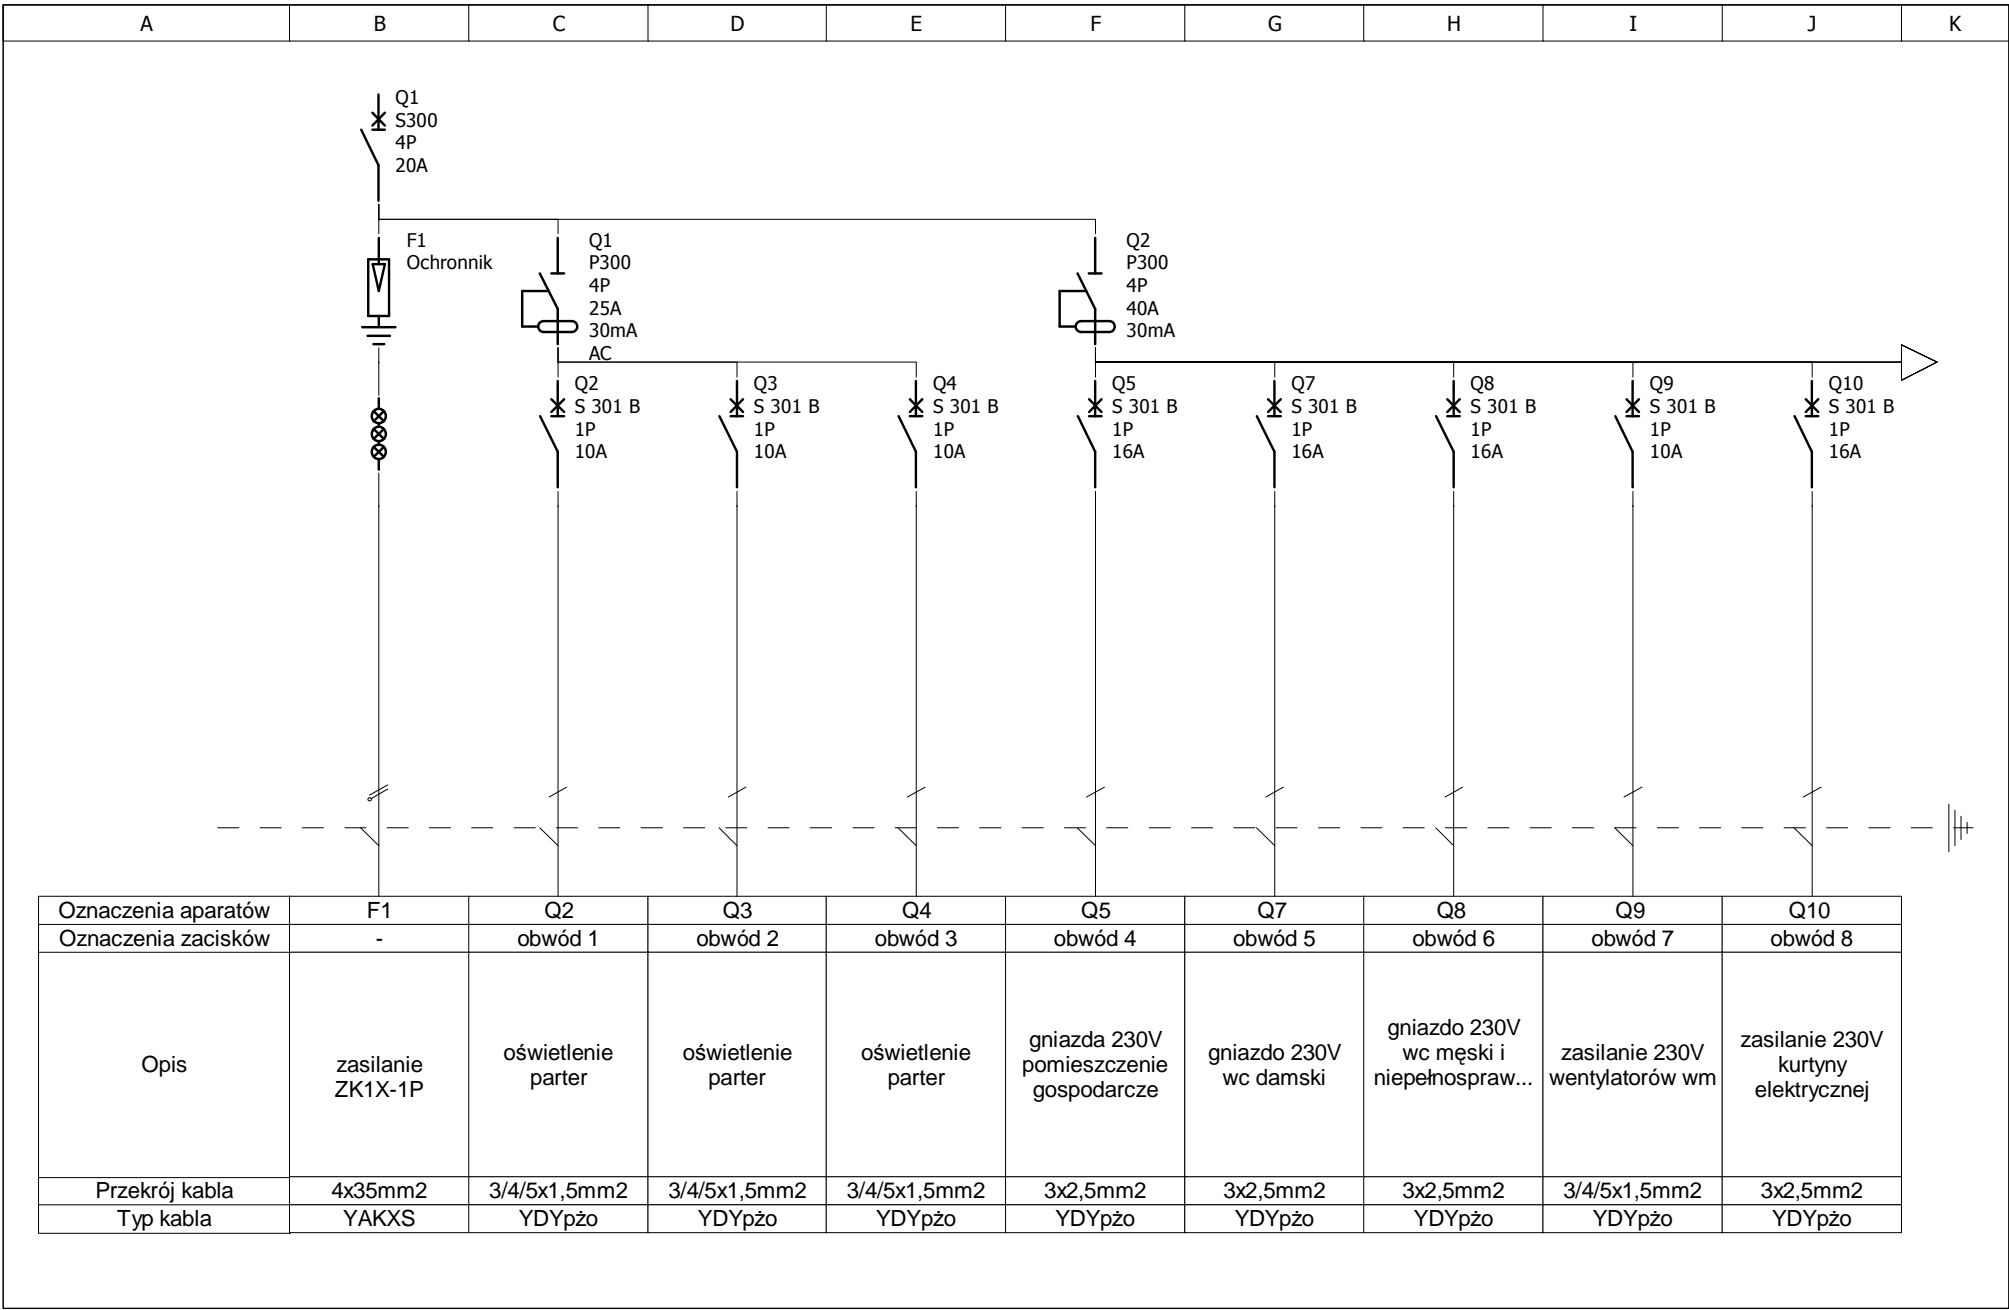 A B C D E F G H I J K
Q1
S300
4P
20A
F1
Ochronnik
Q1
P300
4P
25A
30mA
AC
Q2
P300
4P
40A
30mA
Q2
S 301 B
1P
10A
Q3
S 301 B
1P
10A
Q4
S 301 B
1P
10A
Q5
S 301 B
1P
16A
Q7
S 301 B
1P
16A
Q8
S 301 B
1P
16A
Q9
S 301 B
1P
10A
Q10
S 301 B
1P
16A
Oznaczenia aparatów F1 Q2 Q3 Q4 Q5 Q7 Q8 Q9 Q10
Oznaczenia zacisków - obwód 1 obwód 2 obwód 3 obwód 4 obwód 5 obwód 6 obwód 7 obwód 8
Opis
zasilanie
ZK1X-1P
oświetlenie
parter
oświetlenie
parter
oświetlenie
parter
gniazda 230V
pomieszczenie
gospodarcze
gniazdo 230V
wc damski
gniazdo 230V
wc męski i
niepełnospraw...
zasilanie 230V
wentylatorów wm
zasilanie 230V
kurtyny
elektrycznej
Przekrój kabla 4x35mm2 3/4/5x1,5mm2 3/4/5x1,5mm2 3/4/5x1,5mm2 3x2,5mm2 3x2,5mm2 3x2,5mm2 3/4/5x1,5mm2 3x2,5mm2
Typ kabla YAKXS YDYpżo YDYpżo YDYpżo YDYpżo YDYpżo YDYpżo YDYpżo YDYpżo